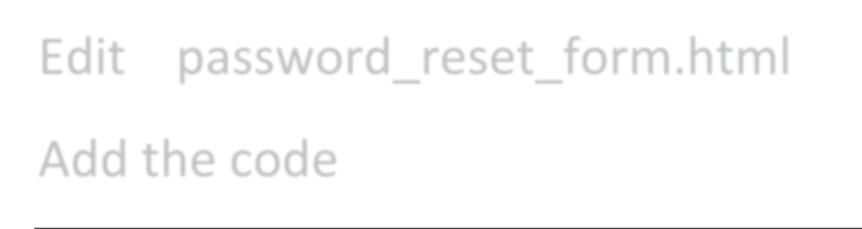 Edit password_reset_form.html
Add the code